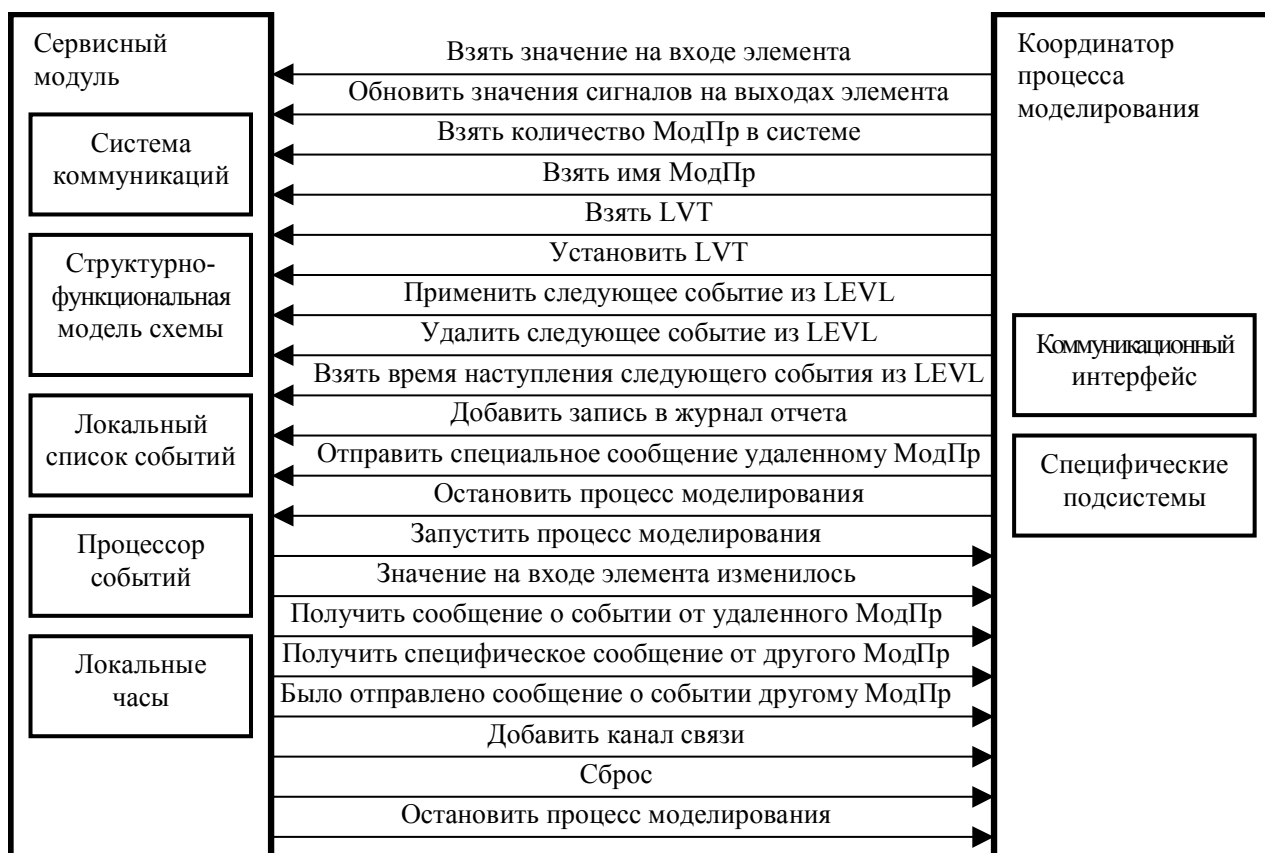 Сервисный
модуль
Система
коммуникаций
Структурно-
функциональная
модель схемы
Локальный
список событий
Процессор
событий
Локальные
часы
Взять значение на входе элемента
Обновить значения сигналов на выходах элемента
Взять количество МодПр в системе
Взять имя МодПр
Взять LVT
Установить LVT
Применить следующее событие из LEVL
Удалить следующее событие из LEVL
Взять время наступления следующего события из LEVL
Добавить запись в журнал отчета
Отправить специальное сообщение удаленному МодПр
Остановить процесс моделирования
Запустить процесс моделирования
Значение на входе элемента изменилось
Получить сообщение о событии от удаленного МодПр
Получить специфическое сообщение от другого МодПр
Было отправлено сообщение о событии другому МодПр
Добавить канал связи
Сброс
Остановить процесс моделирования
Координатор
процесса
моделирования
Коммуникационный
интерфейс
Специфические
подсистемы